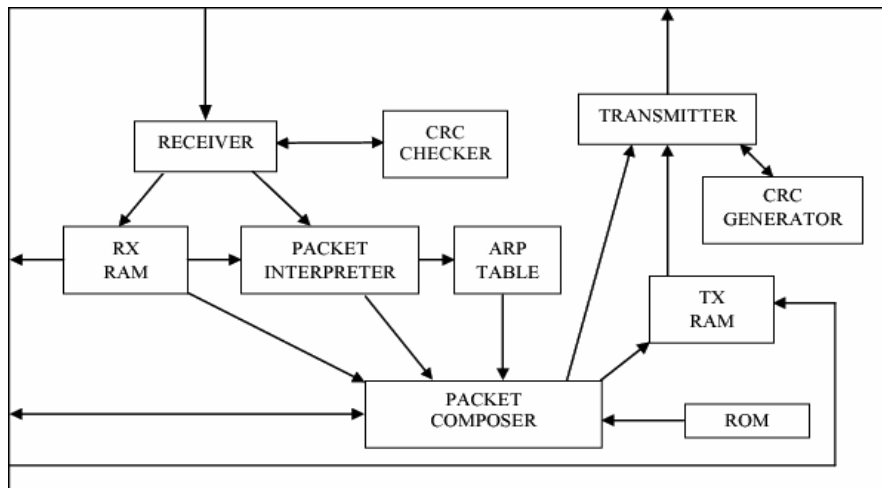 TRANSMITTER
RECEIVER
CRC
CHECKER
CRC
GENERATOR
RX
RAM
PACKET
INTERPRETER
ARP
TABLE
TX
RAM
PACKET
COMPOSER
ROM